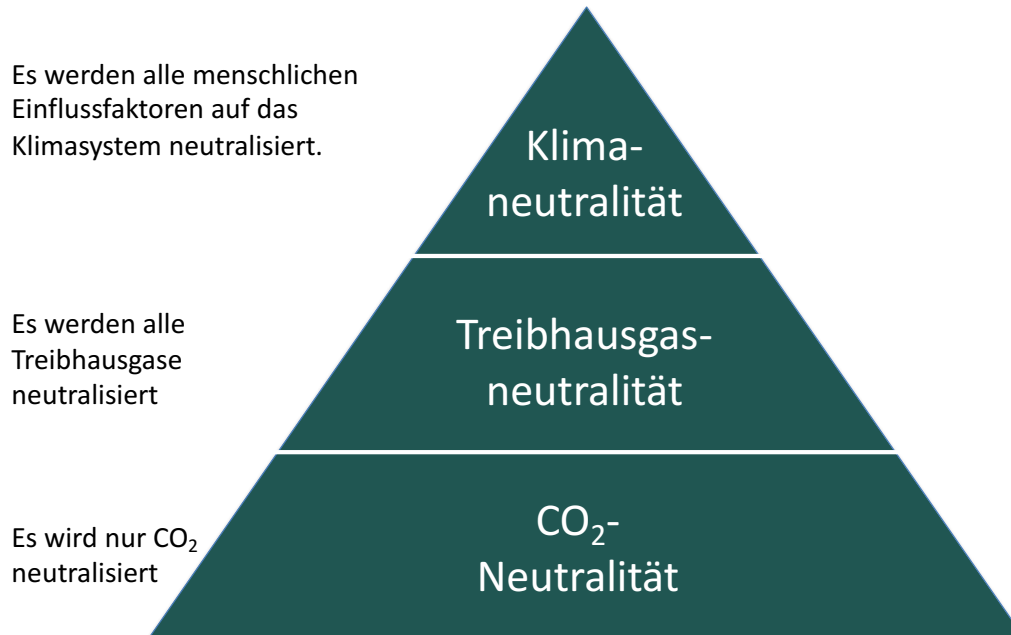 Es werden alle menschlichen
Einflussfaktoren auf das
Klimasystem neutralisiert.
Klima-
neutralität
Es werden alle
Treibhausgase
neutralisiert
Treibhausgas-
neutralität
Es wird nur CO₂
neutralisiert
CO₂-
Neutralität